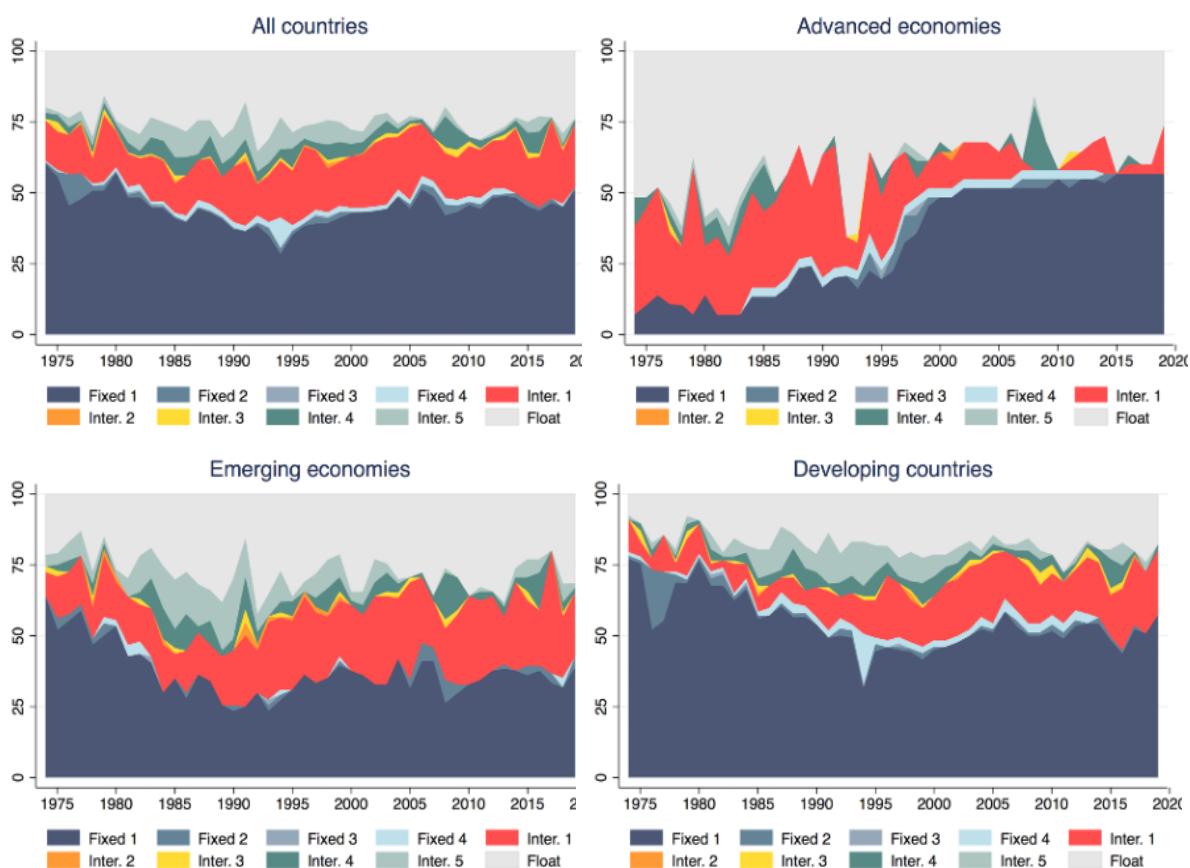 All countries
100
75
50
25
0
1975 1980 1985 1990 1995 2000 2005 2010 2015 2
Fixed 1 Fixed 2 Fixed 3 Fixed 4 Inter. 1
Inter. 2 Inter. 3 Inter. 4 Inter. 5 Float
Advanced economies
100
75
50
25
0
1975 1980 1985 1990 1995 2000 2005 2010 2015 2020
Fixed 1 Fixed 2 Fixed 3 Fixed 4 Inter. 1
Inter. 2 Inter. 3 Inter. 4 Inter. 5 Float
Emerging economies
100
75
50
25
0
1975 1980 1985 1990 1995 2000 2005 2010 2015 2
Fixed 1 Fixed 2 Fixed 3 Fixed 4 Inter. 1
Inter. 2 Inter. 3 Inter. 4 Inter. 5 Float
Developing countries
100
75
50
25
0
1975 1980 1985 1990 1995 2000 2005 2010 2015 2020
Fixed 1 Fixed 2 Fixed 3 Fixed 4 Inter. 1
Inter. 2 Inter. 3 Inter. 4 Inter. 5 Float